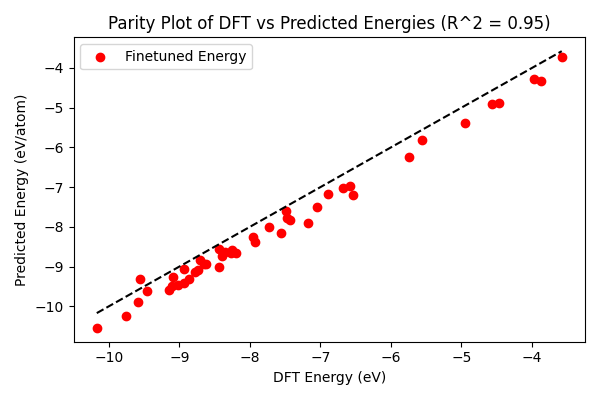 Parity Plot of DFT vs Predicted Energies (R^2 = 0.95)
Finetuned Energy
Predicted Energy (eV/atom)
−4
−5
−6
−7
−8
−9
−10
−10 −9 −8 −7 −6 −5 −4
DFT Energy (eV)